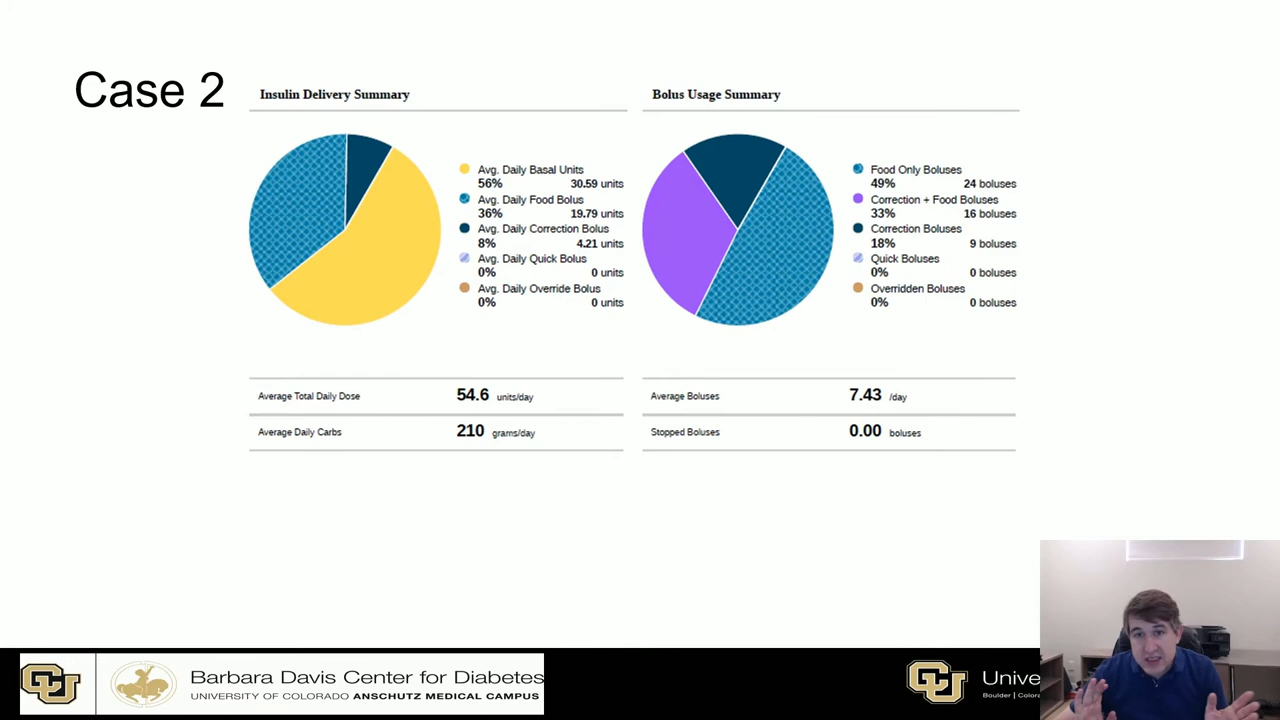 Case 2
Insulin Delivery Summary
Avg. Daily Basal Units
56% 30.59 units
Avg. Daily Food Bolus
36% 19.79 units
Avg. Daily Correction Bolus
8% 4.21 units
Avg. Daily Quick Bolus
0% 0 units
Avg. Daily Override Bolus
0% 0 units
Average Total Daily Dose 54.6 units/day
Average Daily Carbs 210 grams/day
Bolus Usage Summary
Food Only Boluses
49% 24 boluses
Correction + Food Boluses
33% 16 boluses
Correction Boluses
18% 9 boluses
Quick Boluses
0% 0 boluses
Overridden Boluses
0% 0 boluses
Average Boluses 7.43 /day
Stopped Boluses 0.00 boluses
CU
Barbara Davis Center for Diabetes
UNIVERSITY OF COLORADO ANSCHUTZ MEDICAL CAMPUS
CU
Unive
Boulder | Colora